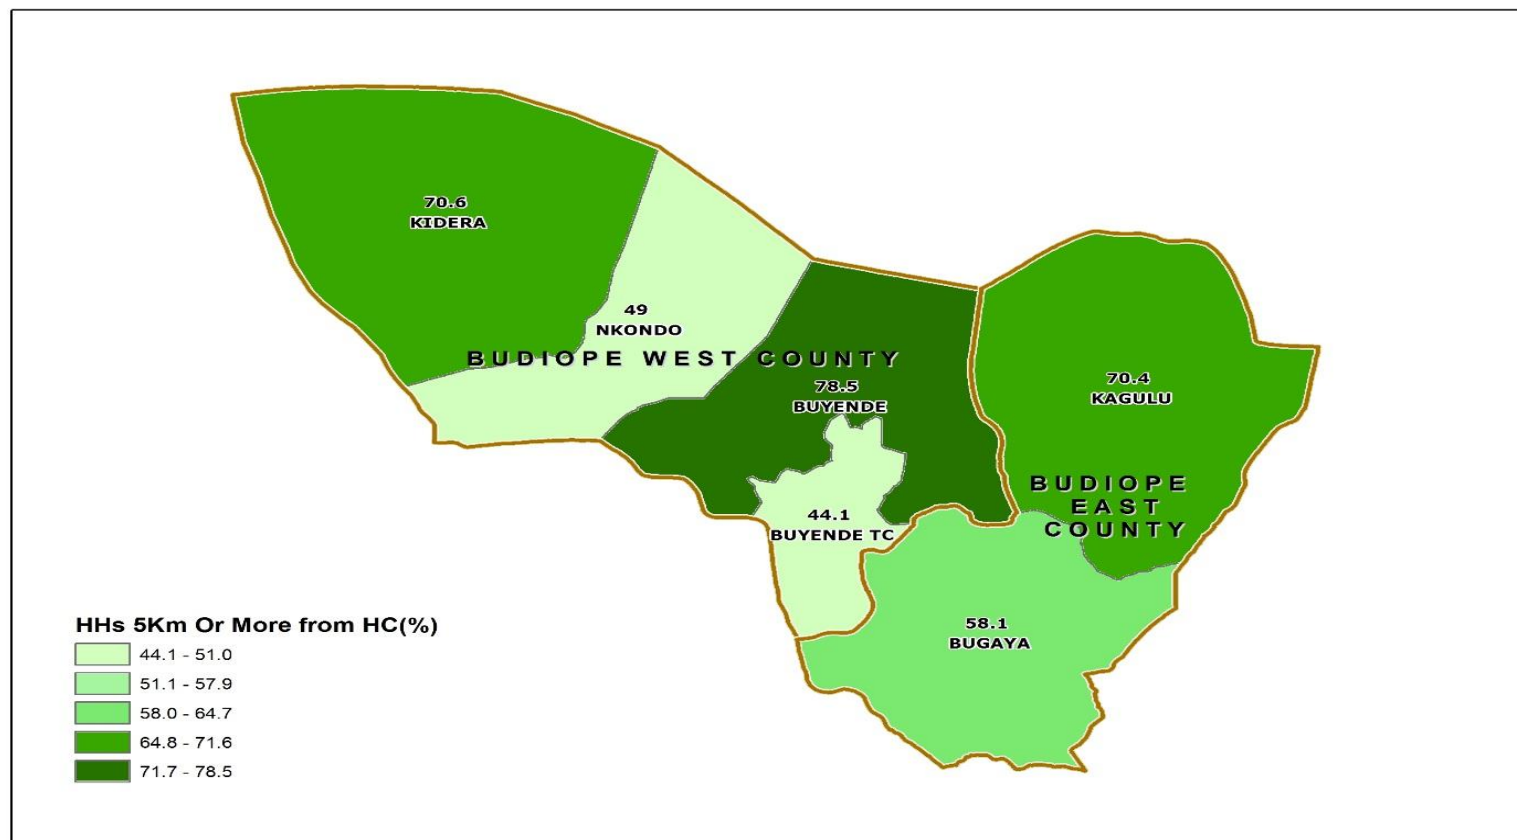 70.6
KIDERA
49
NKONDO
BUDIOPE WEST COUNTY
78.5
BUYENDE
70.4
KAGULU
BUDIOPE
EAST
COUNTY
44.1
BUYENDE TC
58.1
BUGAYA
HHs 5Km Or More from HC(%)
44.1 - 51.0
51.1 - 57.9
58.0 - 64.7
64.8 - 71.6
71.7 - 78.5